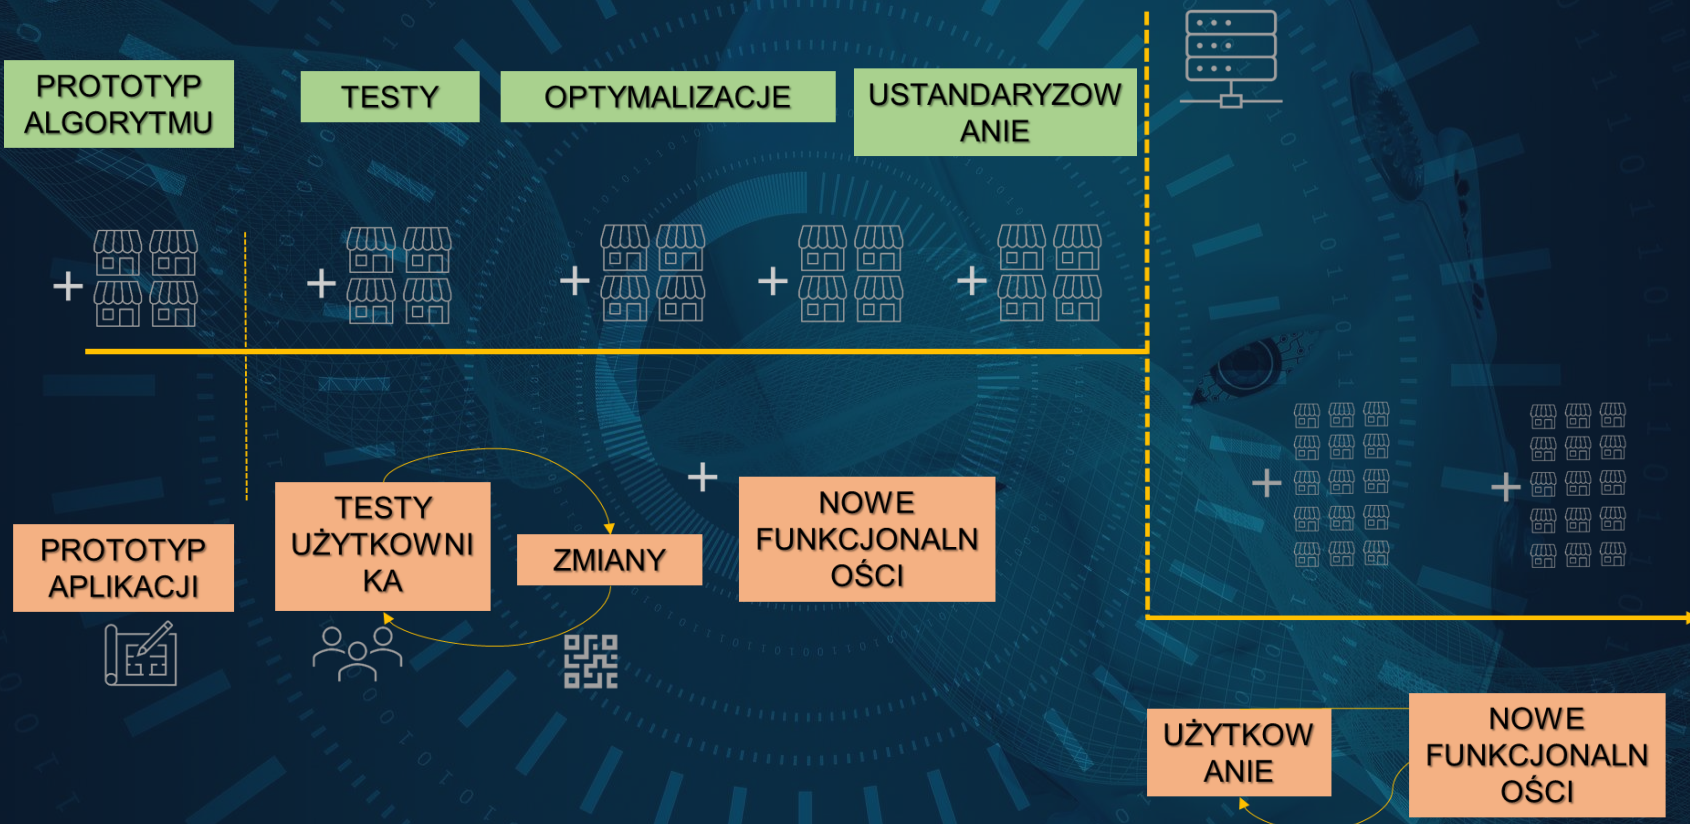 PROTOTYP
ALGORYTMU
TESTY
OPTYMALIZACJE
USTANDARYZOW
ANIE
PROTOTYP
APLIKACJI
TESTY
UŻYTKOWNI
KA
ZMIANY
+
NOWE
FUNKCJONALN
OŚCI
UŻYTKOW
ANIE
NOWE
FUNKCJONALN
OŚCI